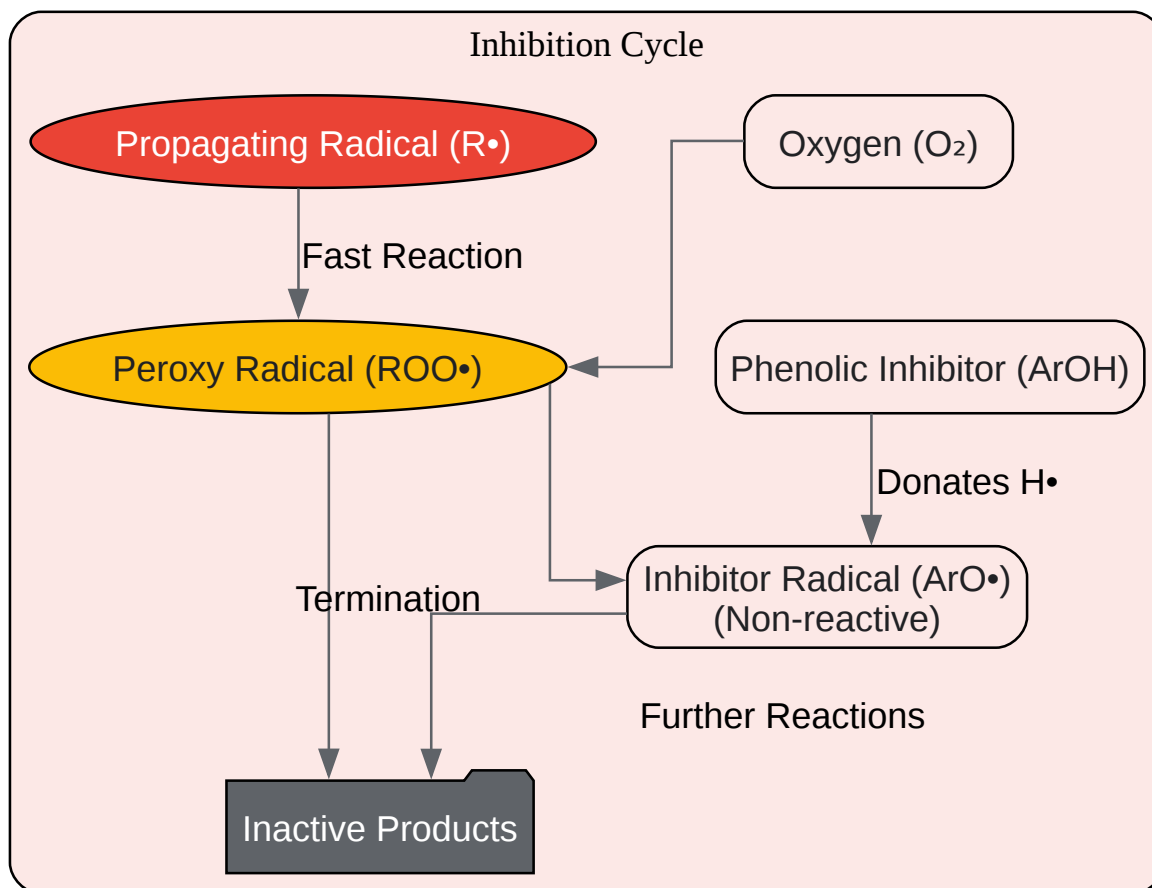 Inhibition Cycle
Propagating Radical (R•)
Oxygen (O₂)
Fast Reaction
Peroxy Radical (ROO•)
Phenolic Inhibitor (ArOH)
Donates H•
Inhibitor Radical (ArO•)
(Non-reactive)
Termination
Further Reactions
Inactive Products